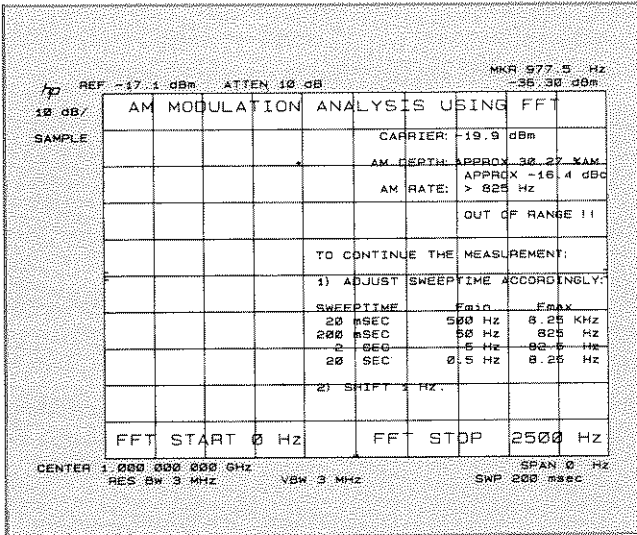 MKR 977.5 Hz
hp REF -17.1 dBm ATTEN 10 dB -36.30 dBm
10 dB/ AM MODULATION ANALYSIS USING FFT
SAMPLE CARRIER: -19.9 dBm
AM DEPTH: APPROX 30.27 %AM
APPROX -16.4 dBc
AM RATE: > 825 Hz
OUT OF RANGE !!
TO CONTINUE THE MEASUREMENT:
1) ADJUST SWEEPTIME ACCORDINGLY:
SWEEPTIME Fmin Fmax
20 mSEC 500 Hz 8.25 KHz
200 mSEC 50 Hz 825 Hz
2 SEC 5 Hz 82.5 Hz
20 SEC 0.5 Hz 8.25 Hz
2) SHIFT 1 Hz.
FFT START 0 Hz FFT STOP 2500 Hz
CENTER 1.000 000 000 GHz SPAN 0 Hz
RES BW 3 MHz VBW 3 MHz SWP 200 msec